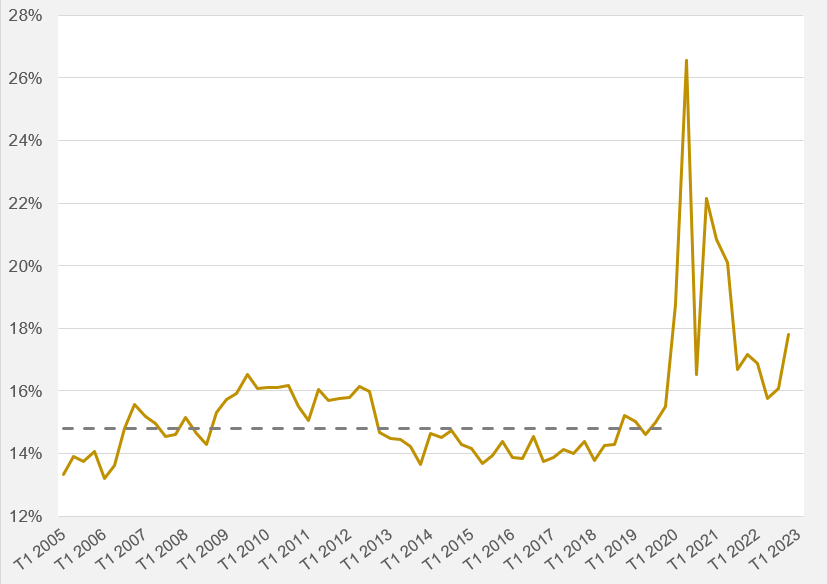 28%
26%
24%
22%
20%
18%
16%
14%
12%
T1 2005
T1 2006
T1 2007
T1 2008
T1 2009
T1 2010
T1 2011
T1 2012
T1 2013
T1 2014
T1 2015
T1 2016
T1 2017
T1 2018
T1 2019
T1 2020
T1 2021
T1 2022
T1 2023